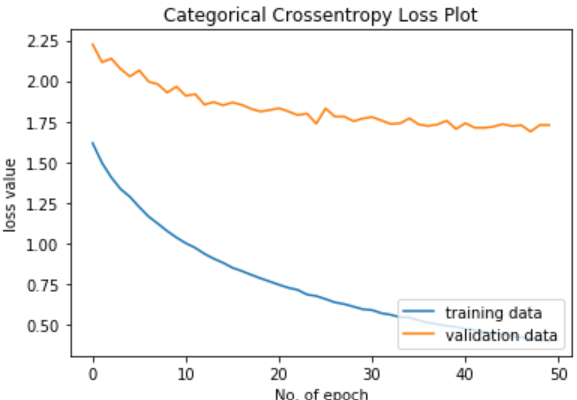 Categorical Crossentropy Loss Plot
2.25
2.00
1.75
1.50
1.25
1.00
0.75
0.50
loss value
training data
validation data
0 10 20 30 40 50
No. of epoch